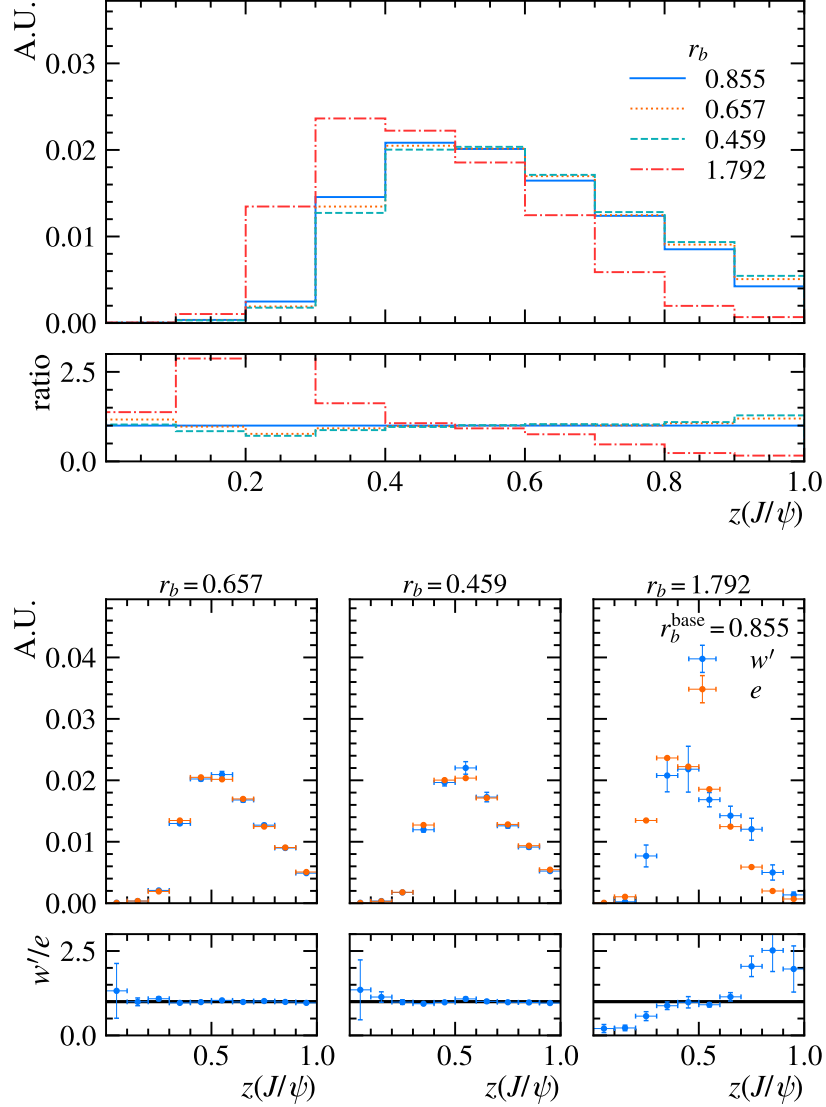 A.U.
0.03
0.02
0.01
0.00
r_b
0.855
0.657
0.459
1.792
ratio
2.5
0.0
0.2 0.4 0.6 0.8 1.0
z(J/ψ)
r_b = 0.657 r_b = 0.459 r_b = 1.792
A.U.
0.04
0.03
0.02
0.01
0.00
r_b^base = 0.855
w′
e
w′/e
2.5
0.0
0.5 1.0 0.5 1.0 0.5 1.0
z(J/ψ) z(J/ψ) z(J/ψ)